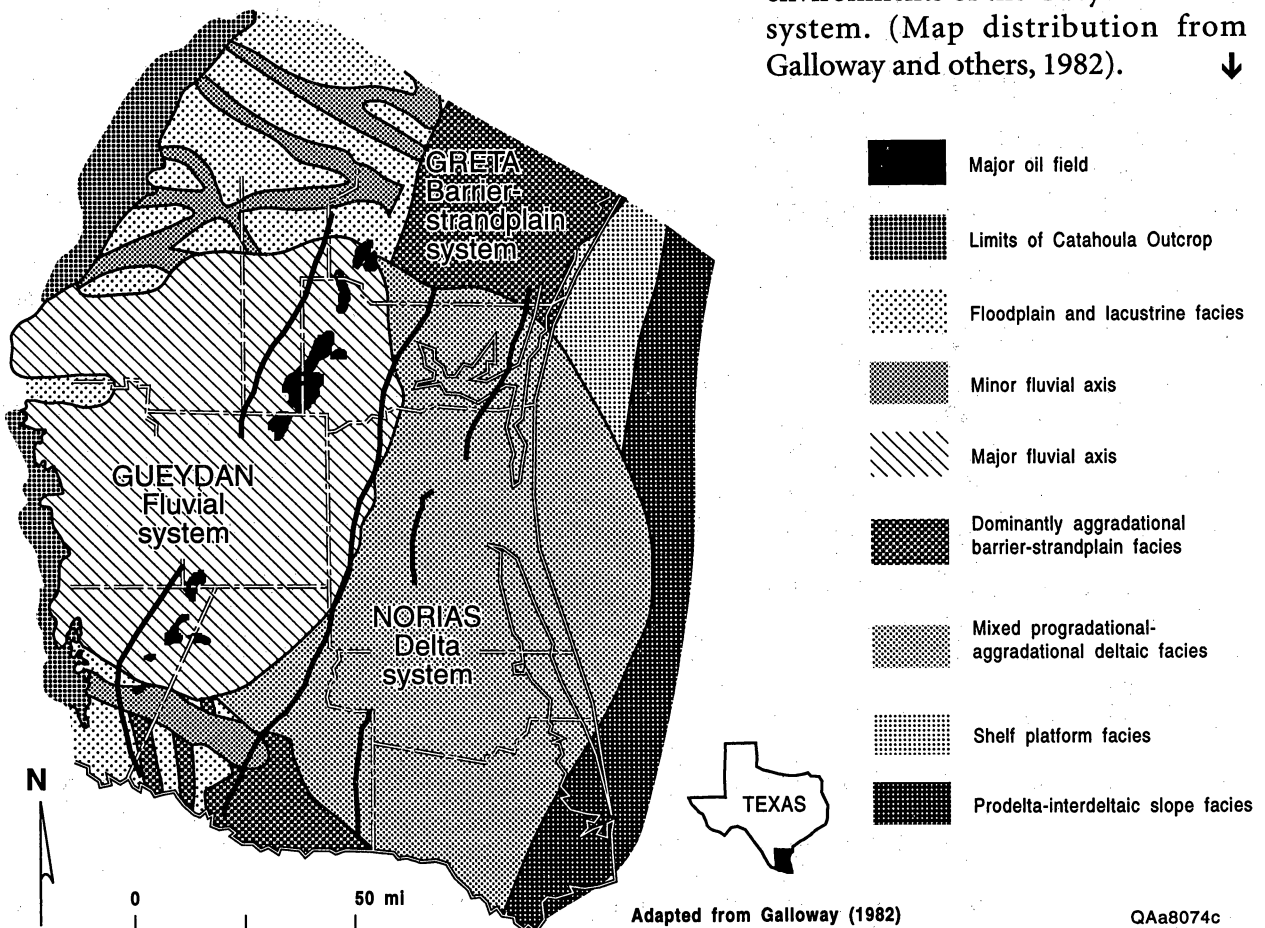 system. (Map distribution from
Galloway and others, 1982).
Major oil field
Limits of Catahoula Outcrop
Floodplain and lacustrine facies
Minor fluvial axis
Major fluvial axis
Dominantly aggradational
barrier-strandplain facies
Mixed progradational-
aggradational deltaic facies
Shelf platform facies
Prodelta-interdeltaic slope facies
GRETA
Barrier-
strandplain
system
GUEYDAN
Fluvial
system
NORIAS
Delta
system
N
0
50 mi
TEXAS
Adapted from Galloway (1982)
QAa8074c